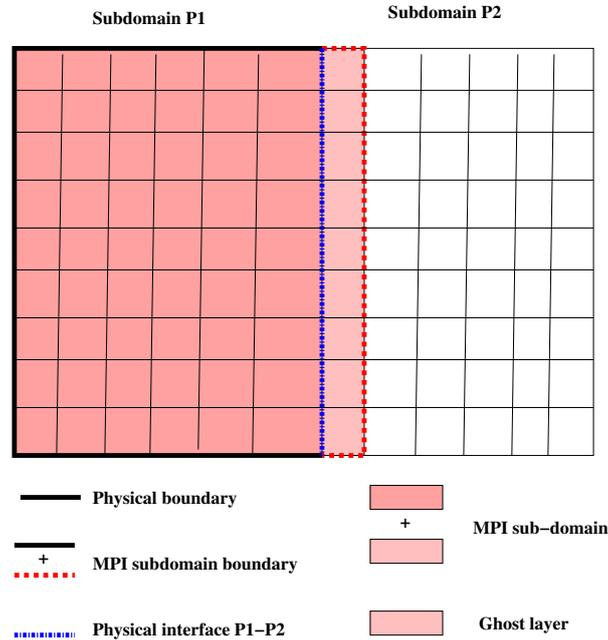 Subdomain P1
Subdomain P2
Physical boundary
+
MPI sub-domain
+
MPI subdomain boundary
Physical interface P1-P2
Ghost layer